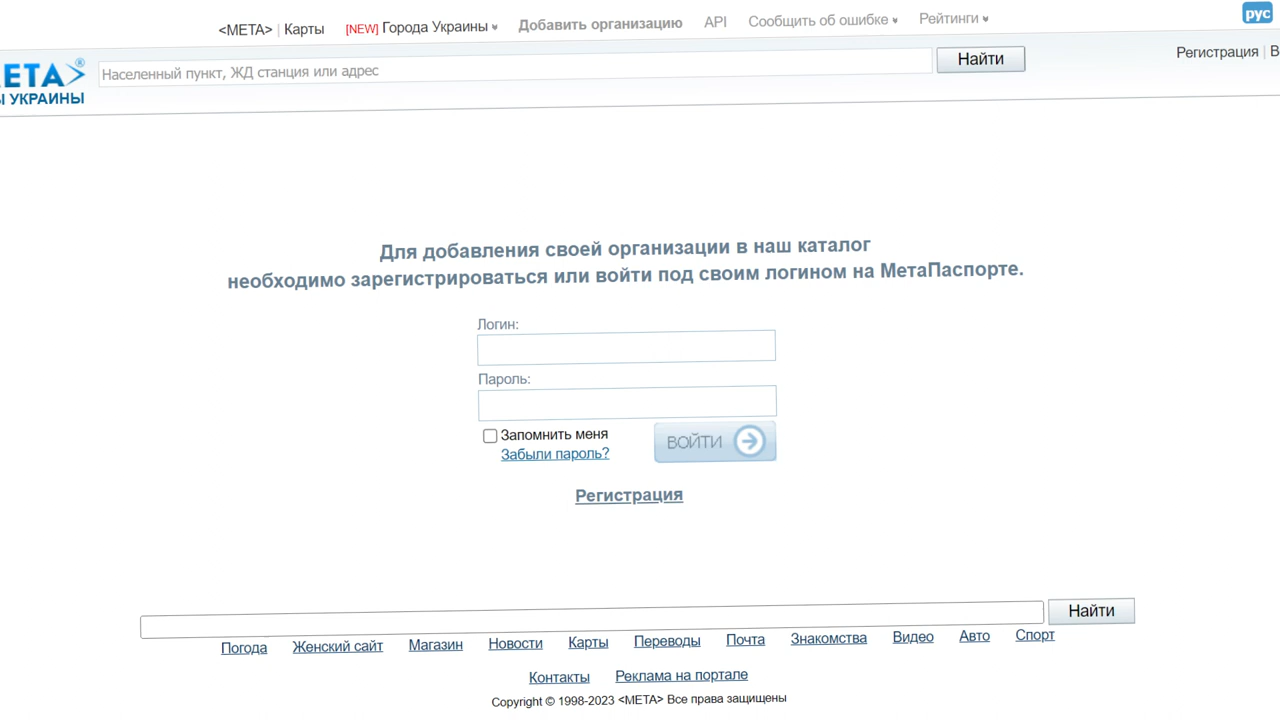 <META> | Карты [NEW] Города Украины Добавить организацию API Сообщить об ошибке Рейтинги рус
ЕТА>® Населенный пункт, ЖД станция или адрес Найти Регистрация | В
Ы УКРАИНЫ
Для добавления своей организации в наш каталог
необходимо зарегистрироваться или войти под своим логином на МетаПаспорте.
Логин:
Пароль:
Запомнить меня
ВОЙТИ
Забыли пароль?
Регистрация
Найти
Погода Женский сайт Магазин Новости Карты Переводы Почта Знакомства Видео Авто Спорт
Контакты Реклама на портале
Copyright © 1998-2023 <META> Все права защищены